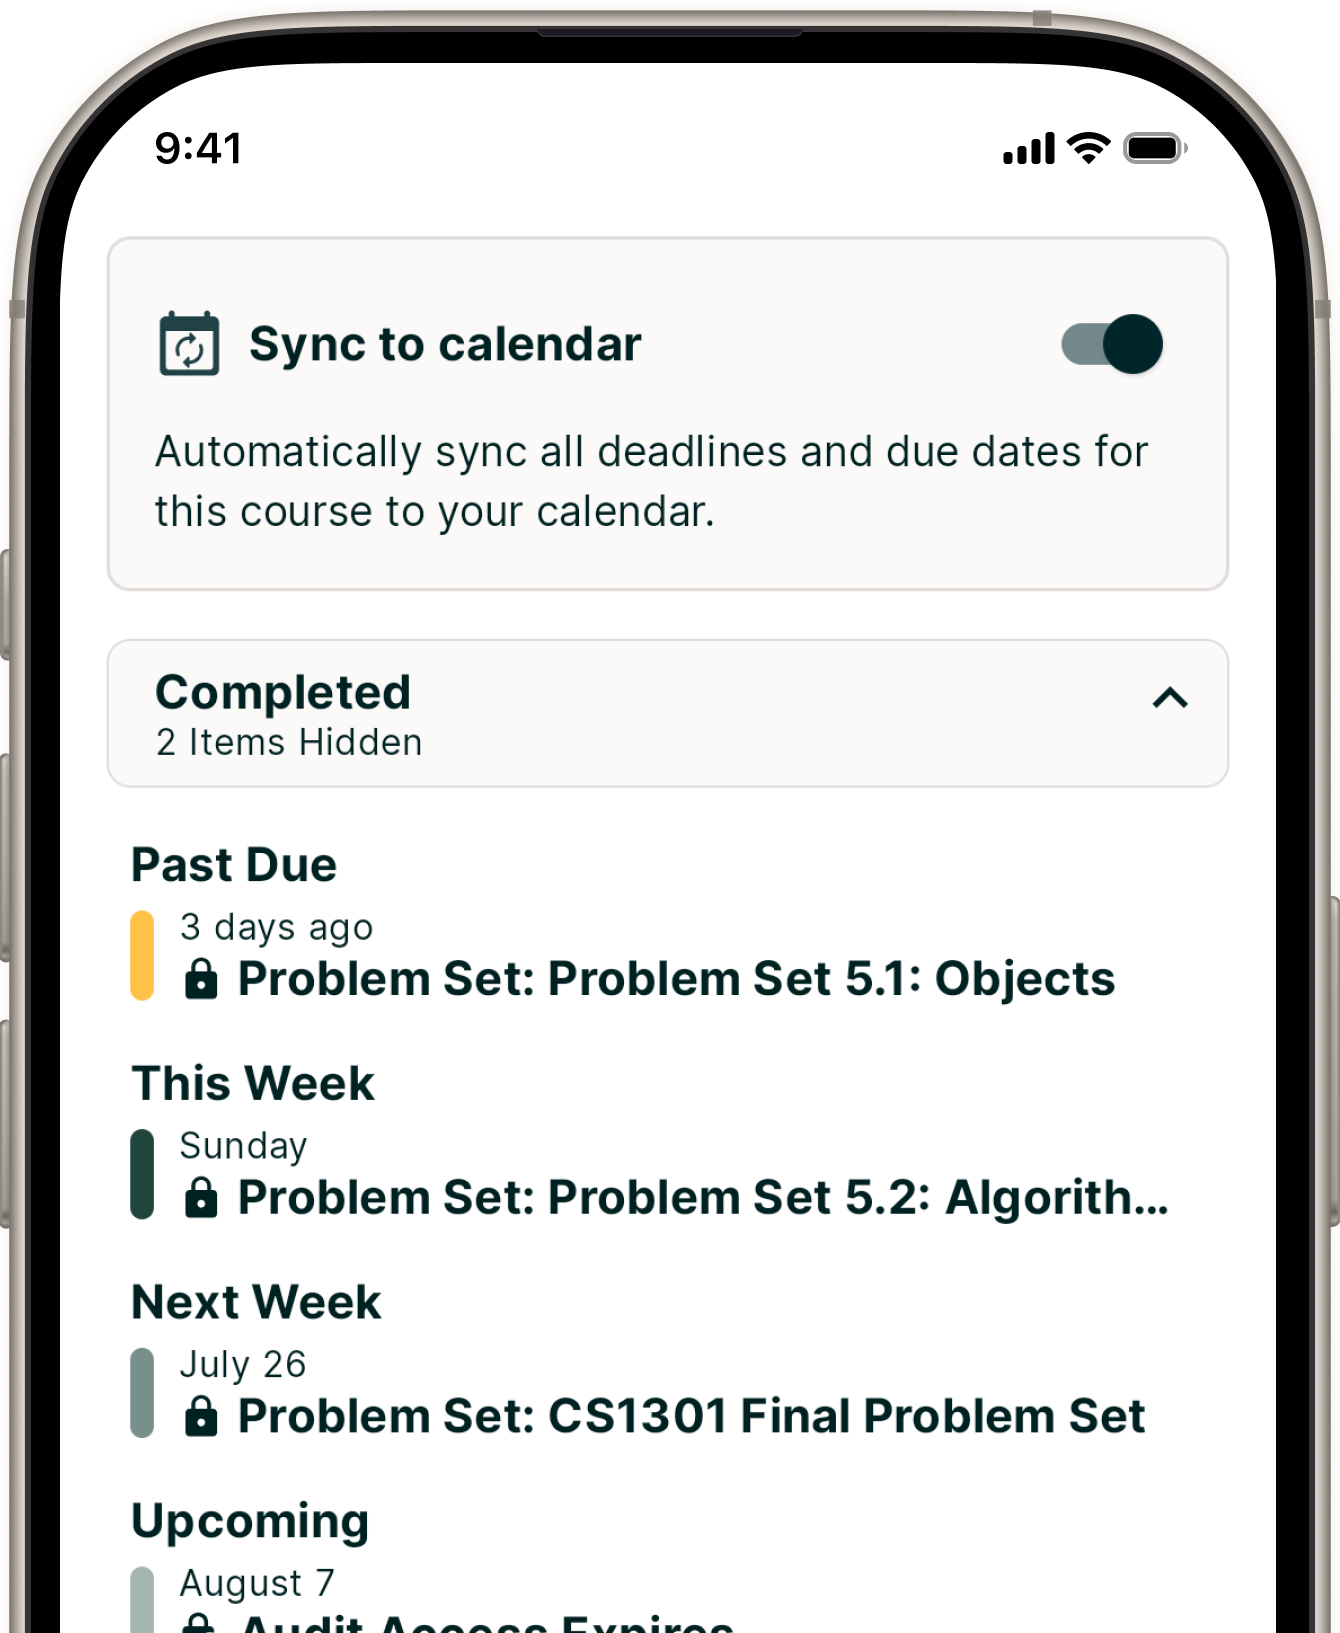 9:41
Sync to calendar
Automatically sync all deadlines and due dates for
this course to your calendar.
Completed
2 Items Hidden
Past Due
3 days ago
Problem Set: Problem Set 5.1: Objects
This Week
Sunday
Problem Set: Problem Set 5.2: Algorith...
Next Week
July 26
Problem Set: CS1301 Final Problem Set
Upcoming
August 7
Audit Access Expires